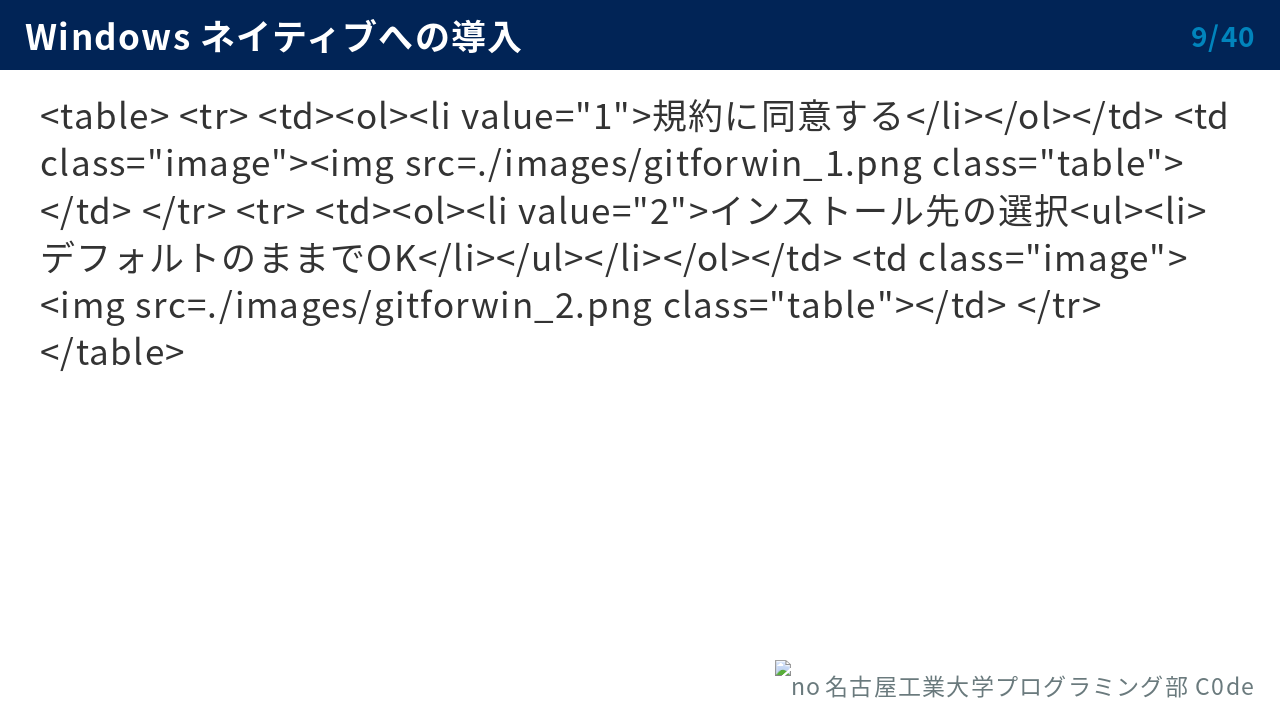 Windows ネイティブへの導入
9/40
<table> <tr> <td><ol><li value="1">規約に同意する</li></ol></td> <td
class="image"><img src=./images/gitforwin_1.png class="table">
</td> </tr> <tr> <td><ol><li value="2">インストール先の選択<ul><li>
デフォルトのままでOK</li></ul></li></ol></td> <td class="image">
<img src=./images/gitforwin_2.png class="table"></td> </tr>
</table>
no 名古屋工業大学プログラミング部 C0de